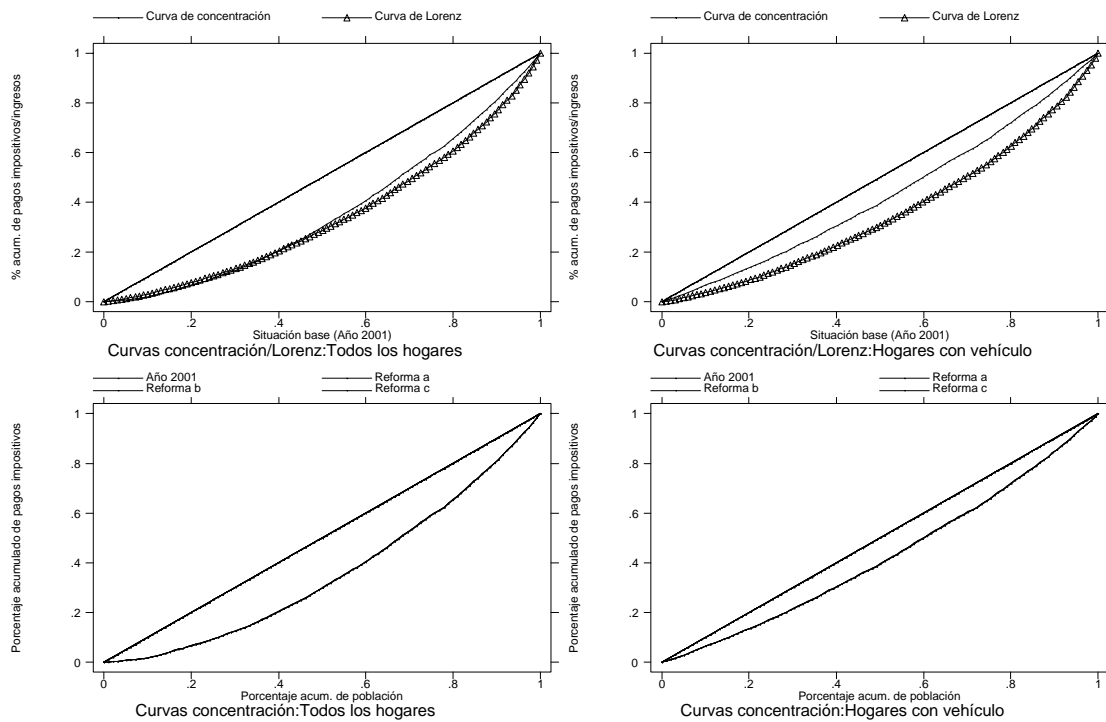 Curva de concentración Curva de Lorenz
% acum. de pagos impositivos/ingresos
1
.8
.6
.4
.2
0
0 .2 .4 .6 .8 1
Situación base (Año 2001)
Curvas concentración/Lorenz:Todos los hogares
Curva de concentración Curva de Lorenz
% acum. de pagos impositivos/ingresos
1
.8
.6
.4
.2
0
0 .2 .4 .6 .8 1
Situación base (Año 2001)
Curvas concentración/Lorenz:Hogares con vehículo
Año 2001 Reforma a
Reforma b Reforma c
Porcentaje acumulado de pagos impositivos
1
.8
.6
.4
.2
0
0 .2 .4 .6 .8 1
Porcentaje acum. de población
Curvas concentración:Todos los hogares
Año 2001 Reforma a
Reforma b Reforma c
Porcentaje acumulado de pagos impositivos
1
.8
.6
.4
.2
0
0 .2 .4 .6 .8 1
Porcentaje acum. de población
Curvas concentración:Hogares con vehículo